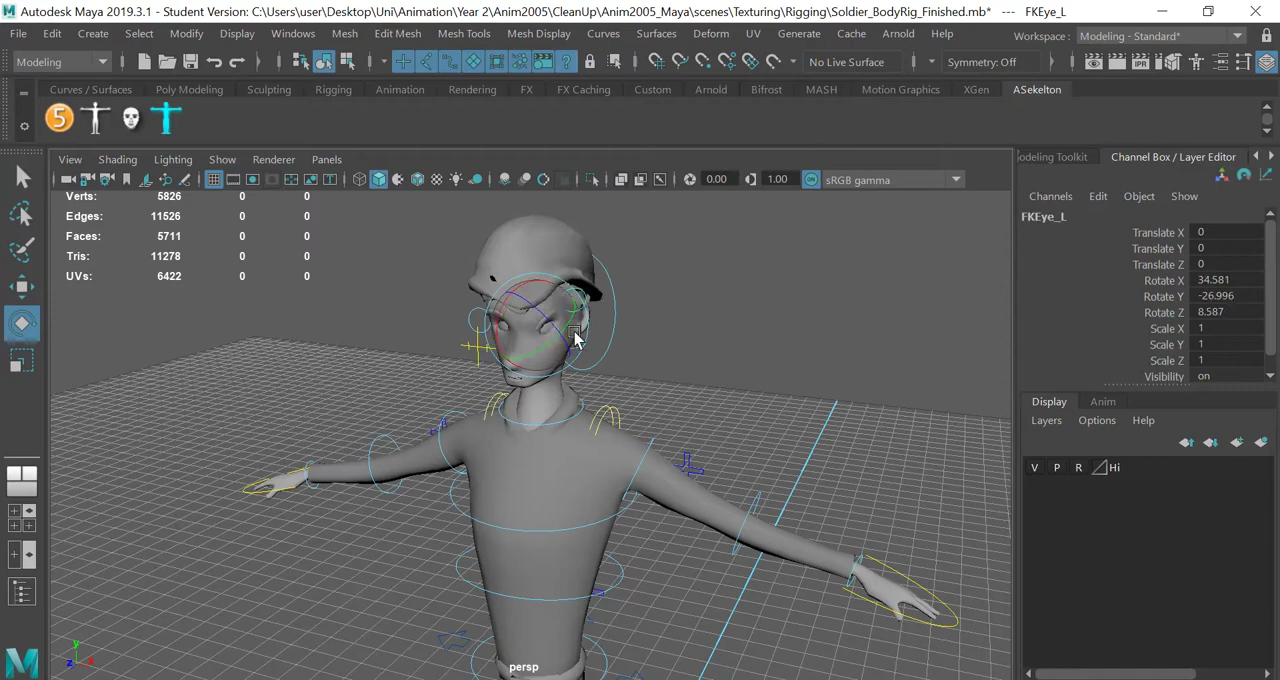 Autodesk Maya 2019.3.1 - Student Version: C:\Users\user\Desktop\Uni\Animation\Year 2\Anim2005\CleanUp\Anim2005_Maya\scenes\Texturing\Rigging\Soldier_BodyRig_Finished.mb* --- FKEye_L
File Edit Create Select Modify Display Windows Mesh Edit Mesh Mesh Tools Mesh Display Curves Surfaces Deform UV Generate Cache Arnold Help Workspace : Modeling - Standard*
Modeling No Live Surface Symmetry: Off IPR
Curves / Surfaces Poly Modeling Sculpting Rigging Animation Rendering FX FX Caching Custom Arnold Bifrost MASH Motion Graphics XGen ASekelton
5
View Shading Lighting Show Renderer Panels
odeling Toolkit Channel Box / Layer Editor
0.00 1.00 ON sRGB gamma
Channels Edit Object Show
Verts: 5826 0 0
Edges: 11526 0 0
Faces: 5711 0 0
Tris: 11278 0 0
UVs: 6422 0 0
FKEye_L
Translate X 0
Translate Y 0
Translate Z 0
Rotate X 34.581
Rotate Y -26.996
Rotate Z 8.587
Scale X 1
Scale Y 1
Scale Z 1
Visibility on
Display Anim
Layers Options Help
V P R Hi
y
z x
persp